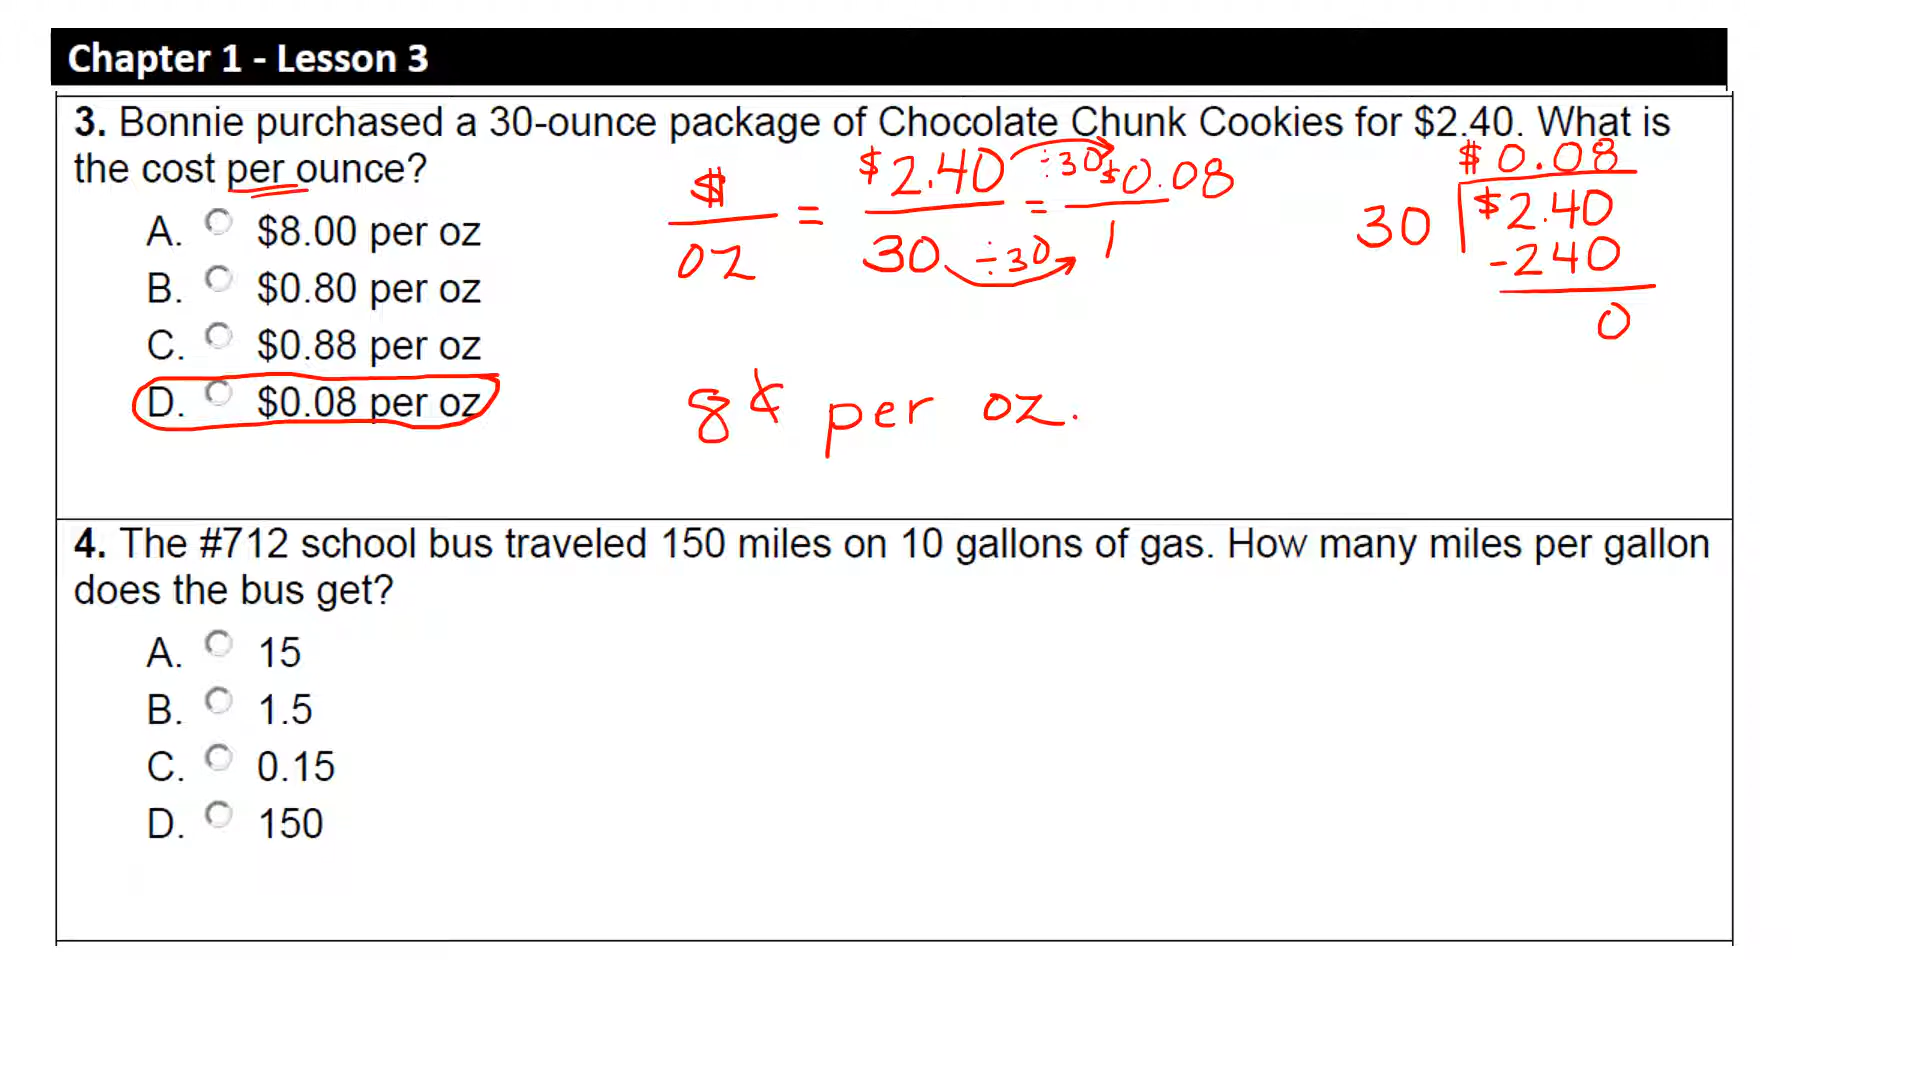 Chapter 1 - Lesson 3
3. Bonnie purchased a 30-ounce package of Chocolate Chunk Cookies for $2.40. What is
the cost per ounce?
A. $8.00 per oz
B. $0.80 per oz
C. $0.88 per oz
D. $0.08 per oz
$ / oz = $2.40 / 30 = $0.08 / 1
÷30
÷30
$0.08
30 $2.40
-240
0
8¢ per oz.
4. The #712 school bus traveled 150 miles on 10 gallons of gas. How many miles per gallon
does the bus get?
A. 15
B. 1.5
C. 0.15
D. 150